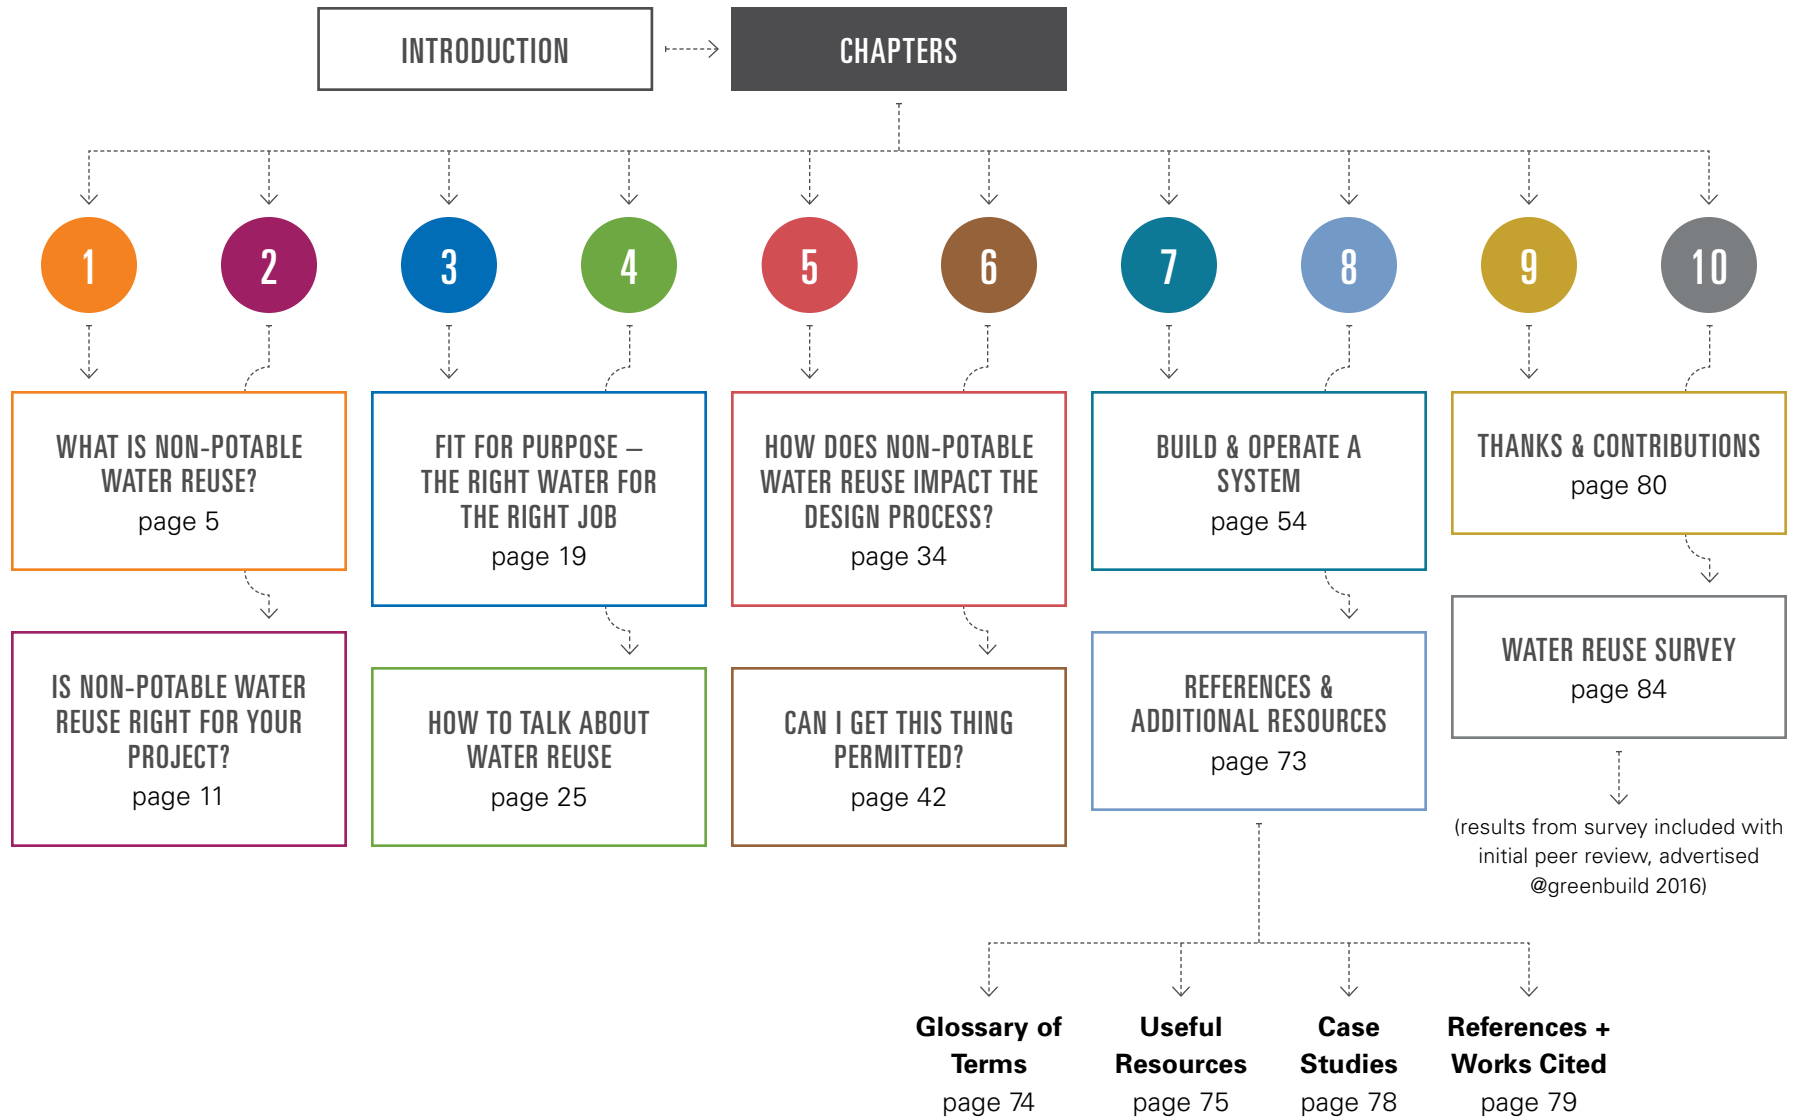 INTRODUCTION
CHAPTERS
1
2
3
4
5
6
7
8
9
10
WHAT IS NON-POTABLE
WATER REUSE?
page 5
FIT FOR PURPOSE –
THE RIGHT WATER FOR
THE RIGHT JOB
page 19
HOW DOES NON-POTABLE
WATER REUSE IMPACT THE
DESIGN PROCESS?
page 34
BUILD & OPERATE A
SYSTEM
page 54
THANKS & CONTRIBUTIONS
page 80
IS NON-POTABLE WATER
REUSE RIGHT FOR YOUR
PROJECT?
page 11
HOW TO TALK ABOUT
WATER REUSE
page 25
CAN I GET THIS THING
PERMITTED?
page 42
REFERENCES &
ADDITIONAL RESOURCES
page 73
WATER REUSE SURVEY
page 84
(results from survey included with
initial peer review, advertised
@greenbuild 2016)
Glossary of
Terms
page 74
Useful
Resources
page 75
Case
Studies
page 78
References +
Works Cited
page 79